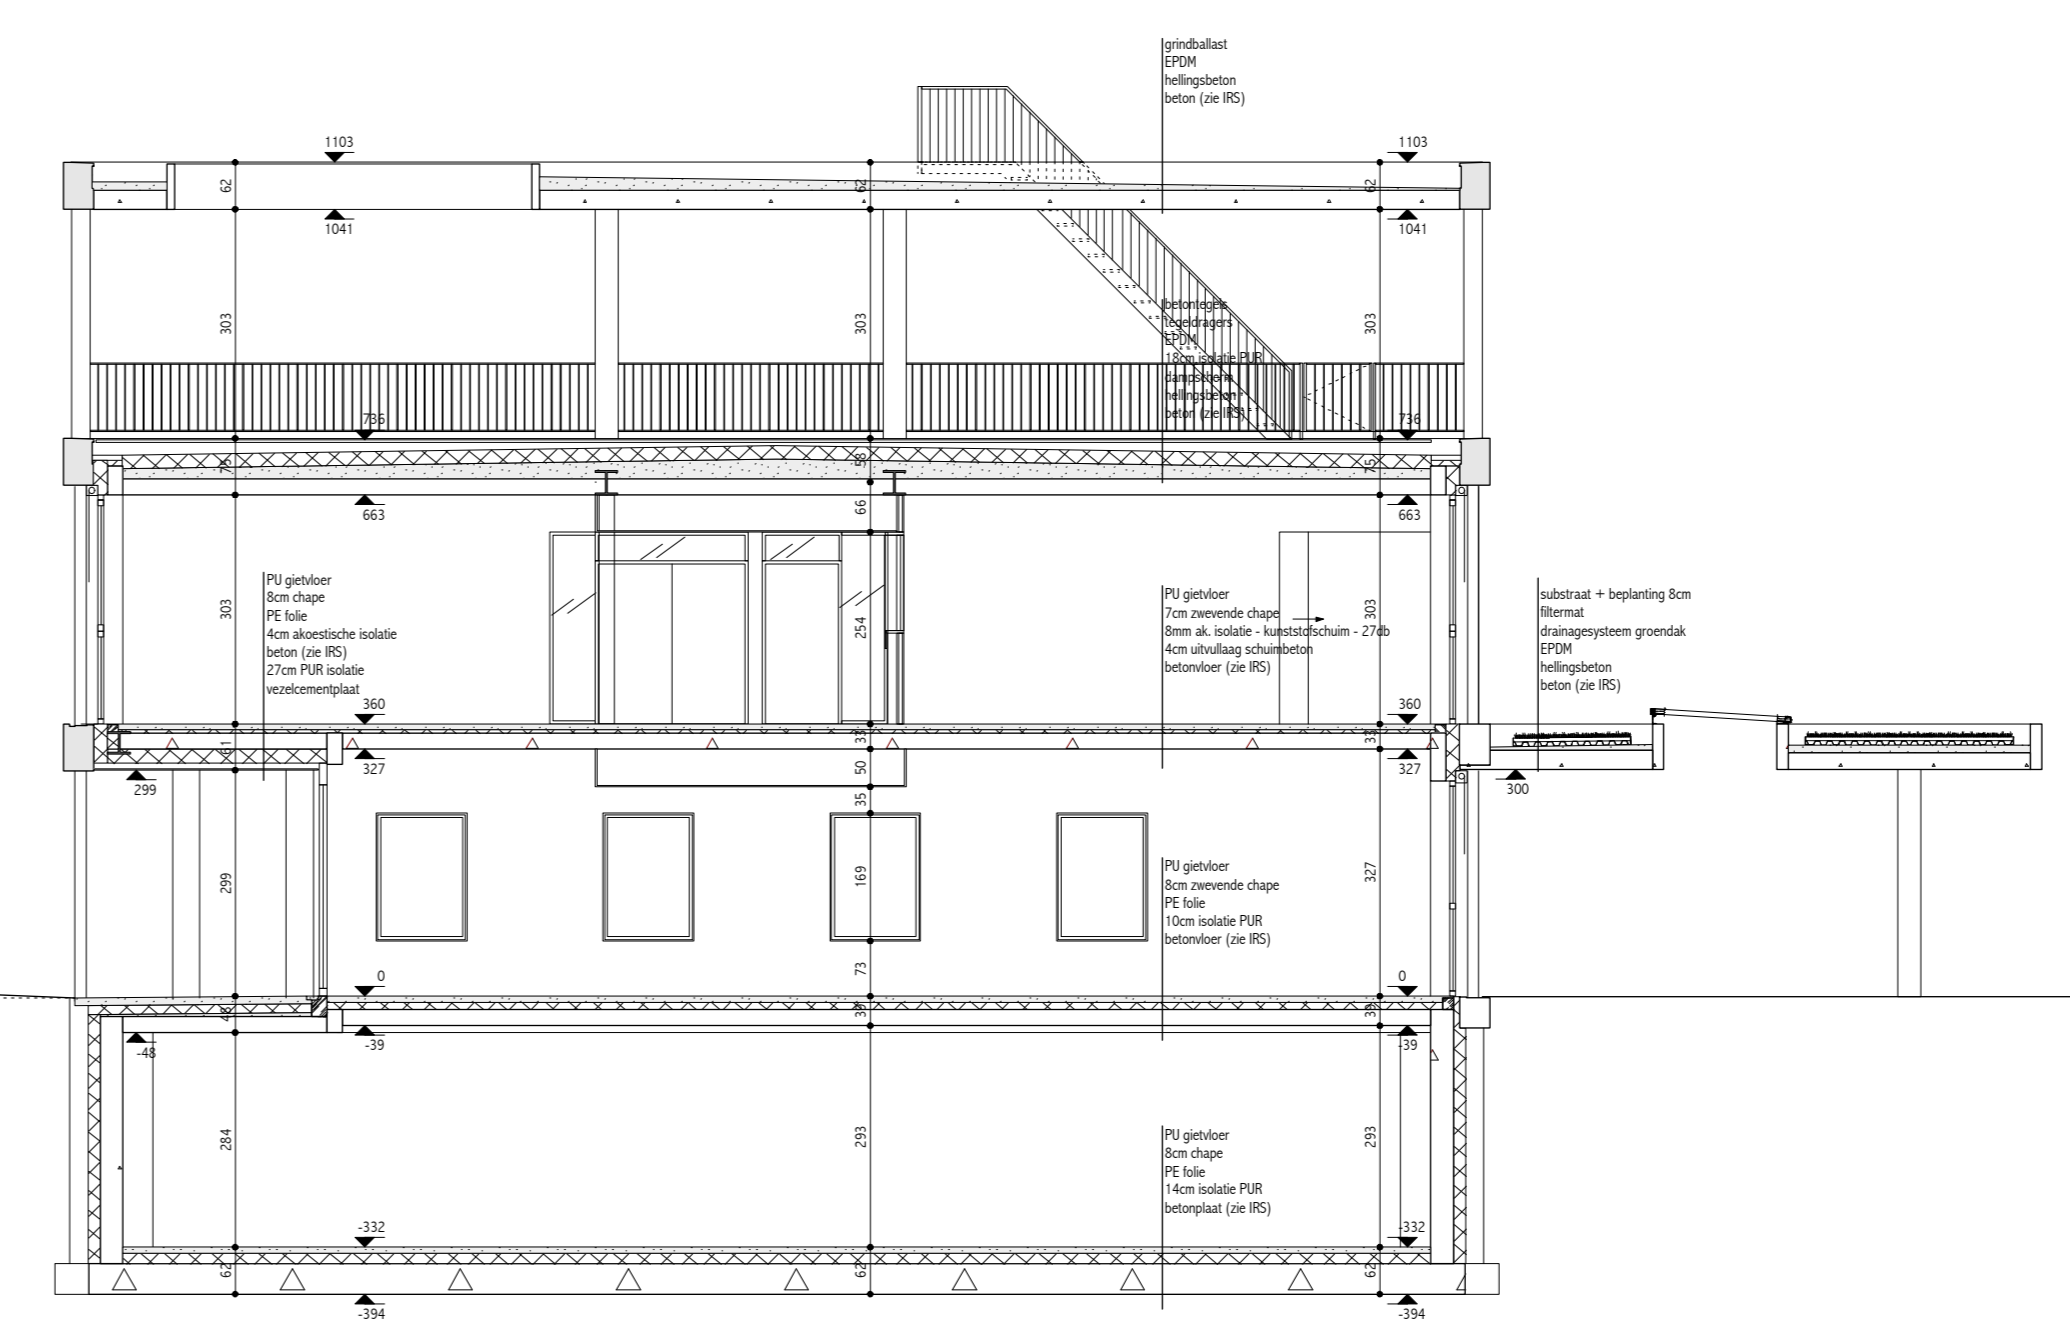 grindballast
EPDM
hellingsbeton
beton (zie IRS)
1103
1103
62
62
62
1041
1041
303
303
303
betontegels
tegeldragers
EPDM
18cm isolatie PUR
dampscherm
hellingsbeton
beton (zie IRS)
736
736
75
58
75
663
66
663
PU gietvloer
8cm chape
PE folie
4cm akoestische isolatie
beton (zie IRS)
27cm PUR isolatie
vezelcementplaat
303
254
303
PU gietvloer
7cm zwevende chape
8mm ak. isolatie - kunststofschuim - 27db
4cm uitvullaag schuimbeton
betonvloer (zie IRS)
substraat + beplanting 8cm
filtermat
drainagesysteem groendak
EPDM
hellingsbeton
beton (zie IRS)
360
360
61
33
33
327
327
299
50
300
35
299
169
327
PU gietvloer
8cm zwevende chape
PE folie
10cm isolatie PUR
betonvloer (zie IRS)
73
0
0
48
39
39
-48
-39
-39
284
293
293
PU gietvloer
8cm chape
PE folie
14cm isolatie PUR
betonplaat (zie IRS)
-332
-332
62
62
62
-394
-394